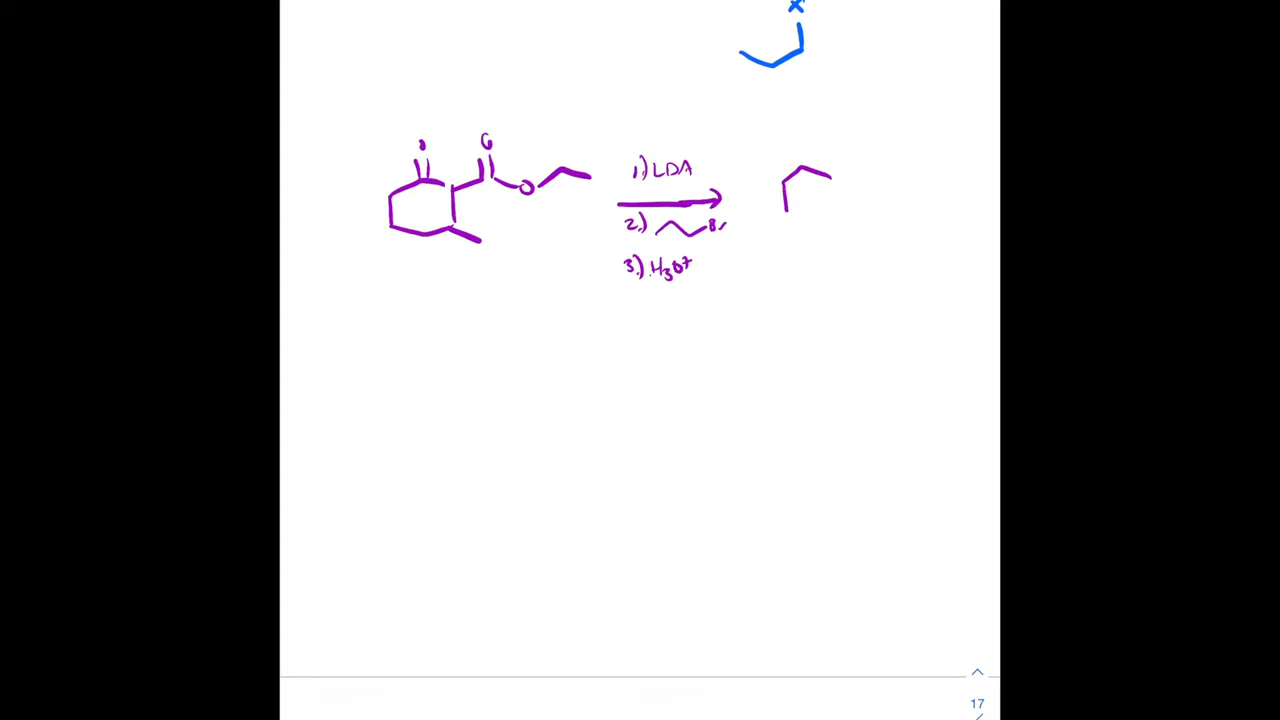 x
O O
O
1.) LDA
2.) Br
3.) H3O+
17